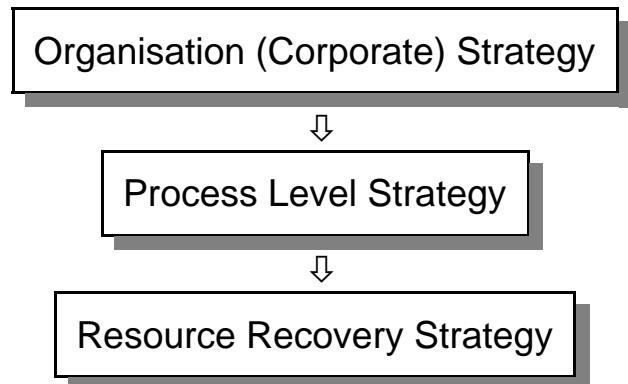 Organisation (Corporate) Strategy
Process Level Strategy
Resource Recovery Strategy